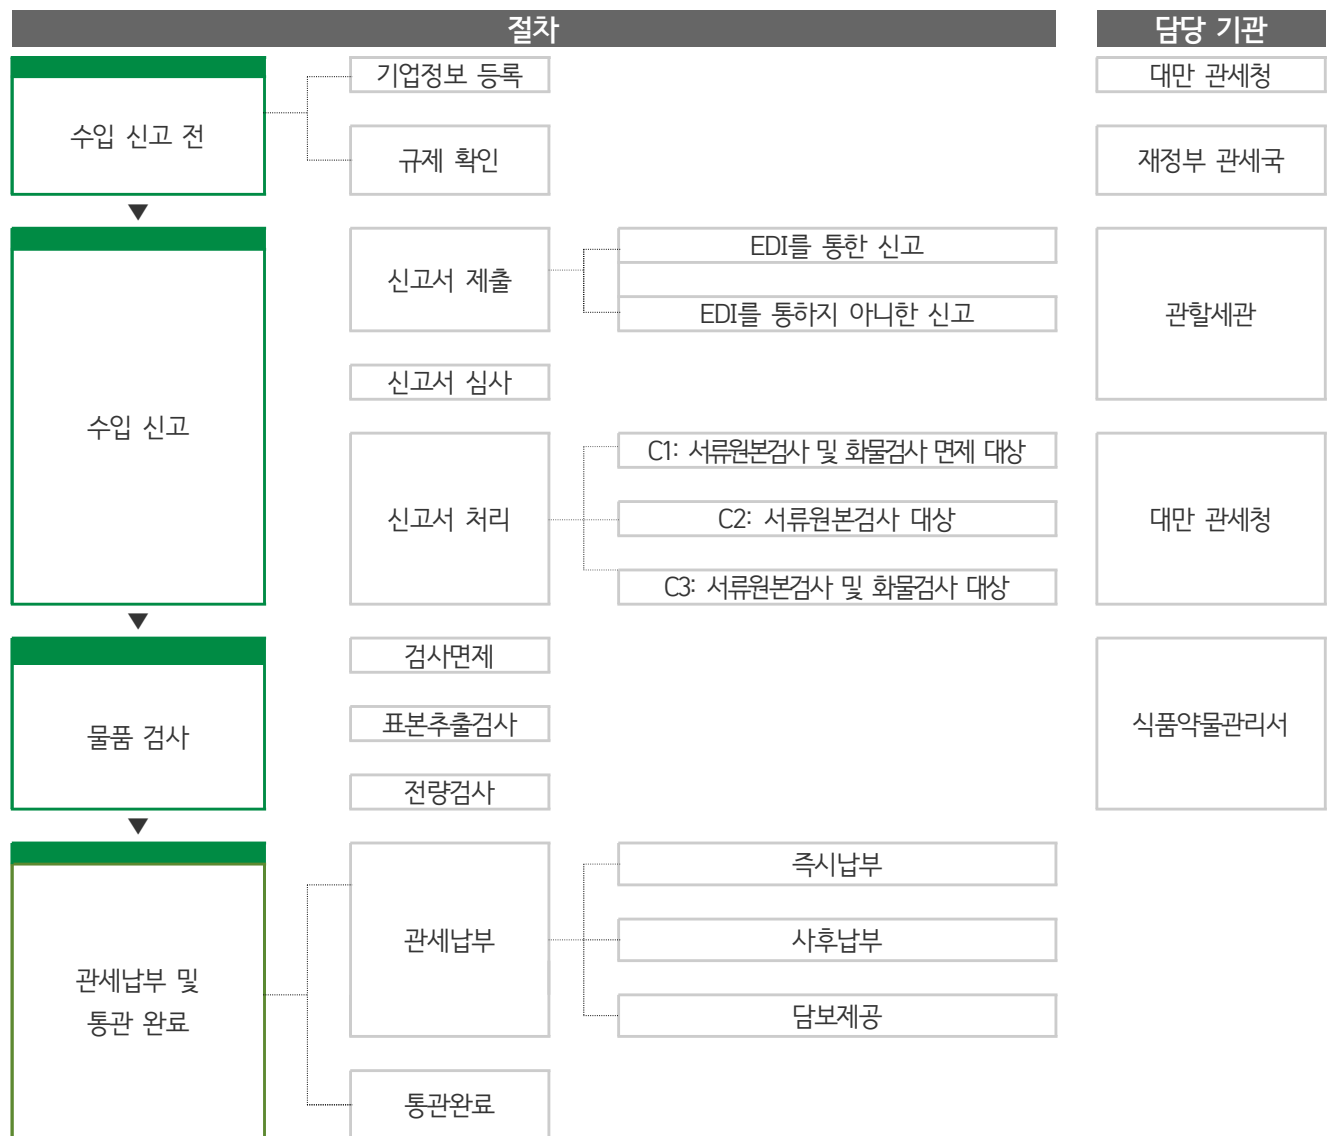 절차
담당 기관
수입 신고 전
기업정보 등록
대만 관세청
규제 확인
재정부 관세국
수입 신고
신고서 제출
EDI를 통한 신고
EDI를 통하지 아니한 신고
관할세관
신고서 심사
신고서 처리
C1: 서류원본검사 및 화물검사 면제 대상
C2: 서류원본검사 대상
C3: 서류원본검사 및 화물검사 대상
대만 관세청
물품 검사
검사면제
표본추출검사
전량검사
식품약물관리서
관세납부 및
통관 완료
관세납부
즉시납부
사후납부
담보제공
통관완료